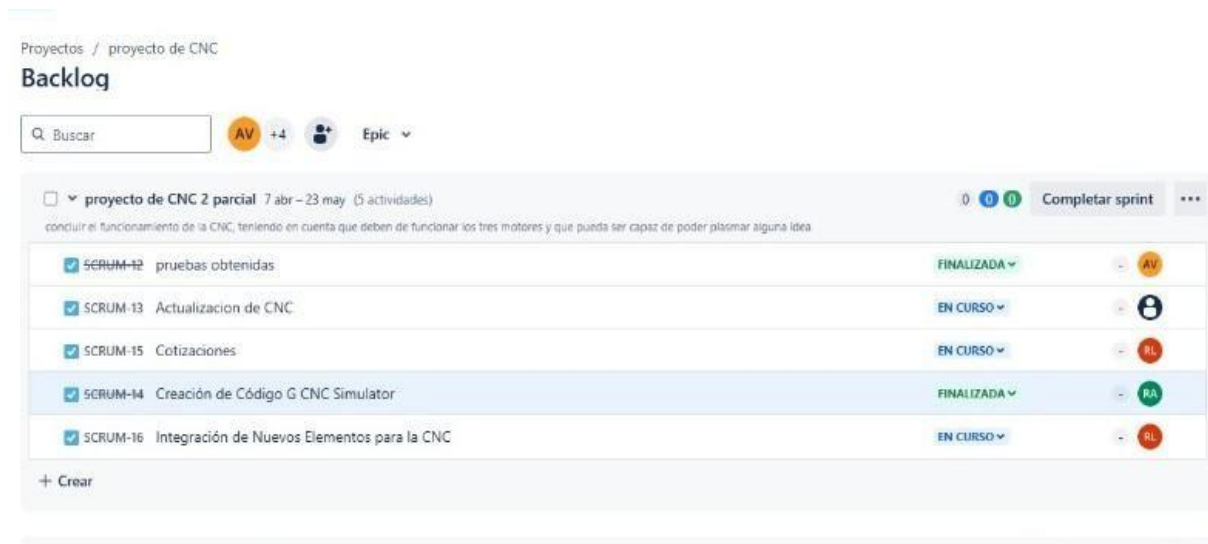 Proyectos / proyecto de CNC
Backlog
Buscar AV +4 Epic
proyecto de CNC 2 parcial 7 abr – 23 may (5 actividades) 0 0 0 Completar sprint ...
concluir el funcionamiento de la CNC, teniendo en cuenta que deben de funcionar los tres motores y que pueda ser capaz de poder plasmar alguna idea
SCRUM-12 pruebas obtenidas FINALIZADA - AV
SCRUM-13 Actualizacion de CNC EN CURSO -
SCRUM-15 Cotizaciones EN CURSO - RL
SCRUM-14 Creación de Código G CNC Simulator FINALIZADA - RA
SCRUM-16 Integración de Nuevos Elementos para la CNC EN CURSO - RL
+ Crear